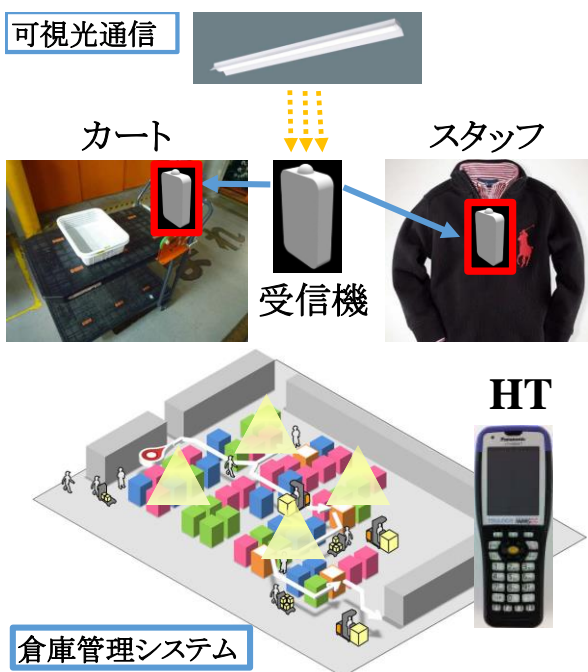 可視光通信
カート
スタッフ
受信機
HT
Panasonic
倉庫管理システム